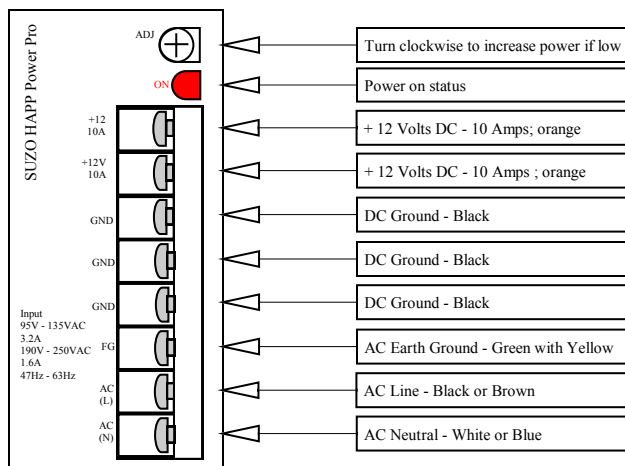 SUZO HAPP Power Pro
ADJ
Turn clockwise to increase power if low
ON
Power on status
+12
10A
+ 12 Volts DC - 10 Amps; orange
+12V
10A
+ 12 Volts DC - 10 Amps ; orange
GND
DC Ground - Black
GND
DC Ground - Black
GND
DC Ground - Black
Input
95V - 135VAC
3.2A
190V - 250VAC
1.6A
47Hz - 63Hz
FG
AC Earth Ground - Green with Yellow
AC
(L)
AC Line - Black or Brown
AC
(N)
AC Neutral - White or Blue